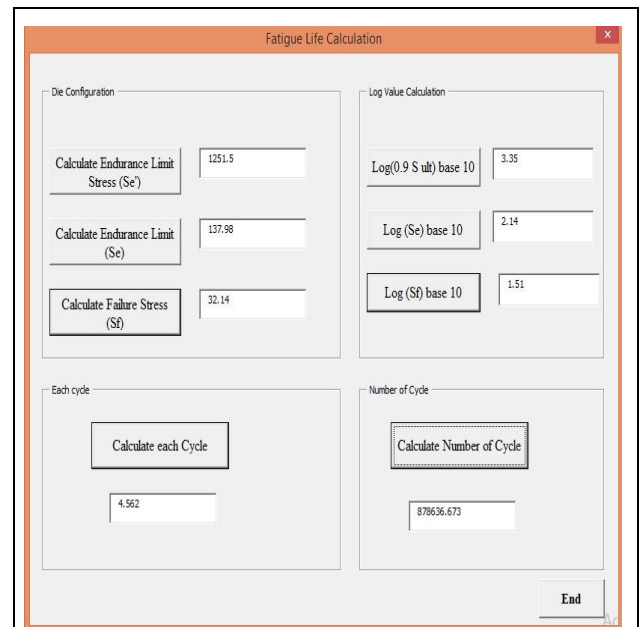 Fatigue Life Calculation
x
Die Configuration
Calculate Endurance Limit
Stress (Se')
1251.5
Calculate Endurance Limit
(Se)
137.98
Calculate Failure Stress
(Sf)
32.14
Log Value Calculation
Log(0.9 S ult) base 10
3.35
Log (Se) base 10
2.14
Log (Sf) base 10
1.51
Each cycle
Calculate each Cycle
4.562
Number of Cycle
Calculate Number of Cycle
878636.673
End
Ac